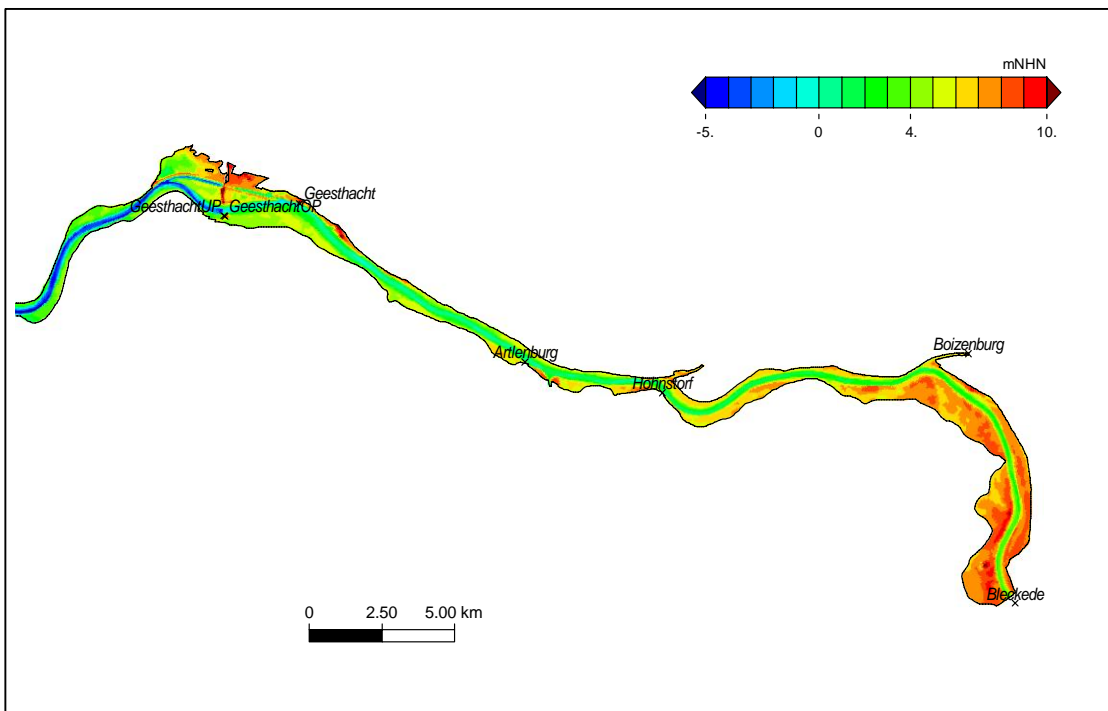 mNHN
-5. 0 4. 10.
Geesthacht
GeesthachtUP GeesthachtOP
Boizenburg
Artlenburg
Hohnstorf
Bleckede
0 2.50 5.00 km